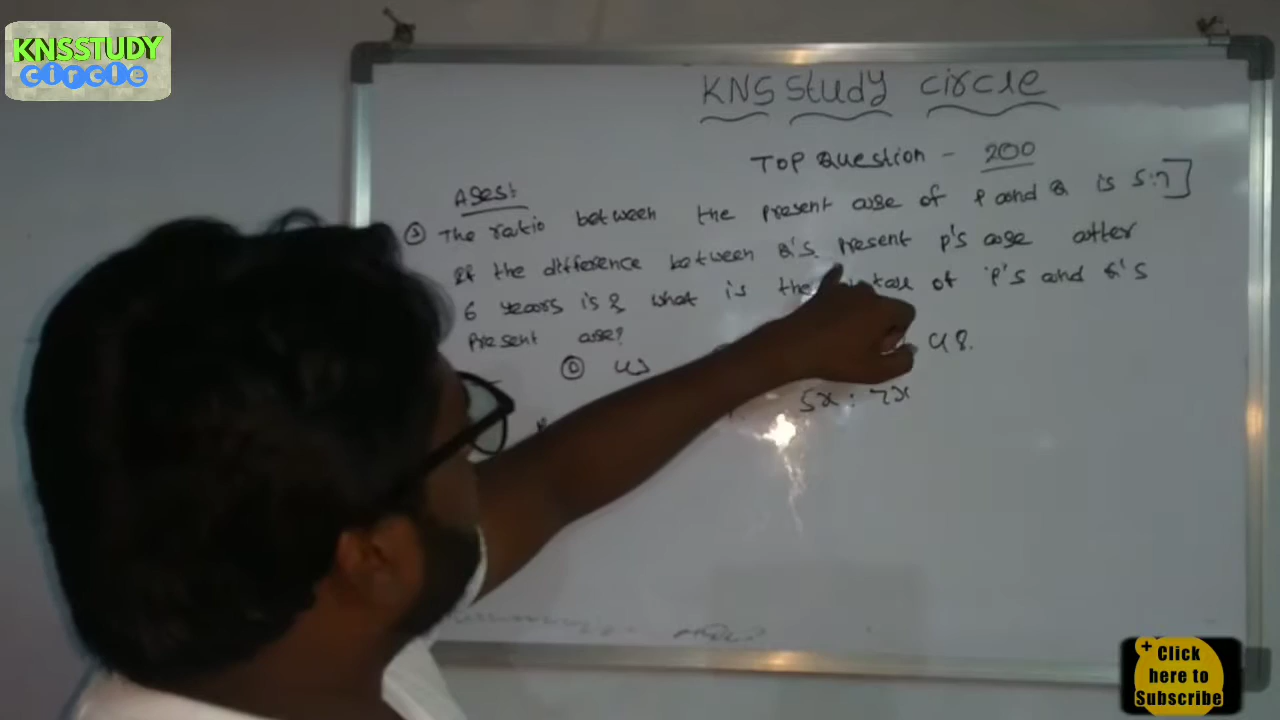 KNSSTUDY
circle
KNS Study circle
TOP Question - 200
Ages:
③ The ratio between the present age of P and Q is 5:7
If the difference between Q's present P's age after
6 years is 2 what is the total of P's and Q's
Present age?
48.
5x : 7x
+ Click
here to
Subscribe